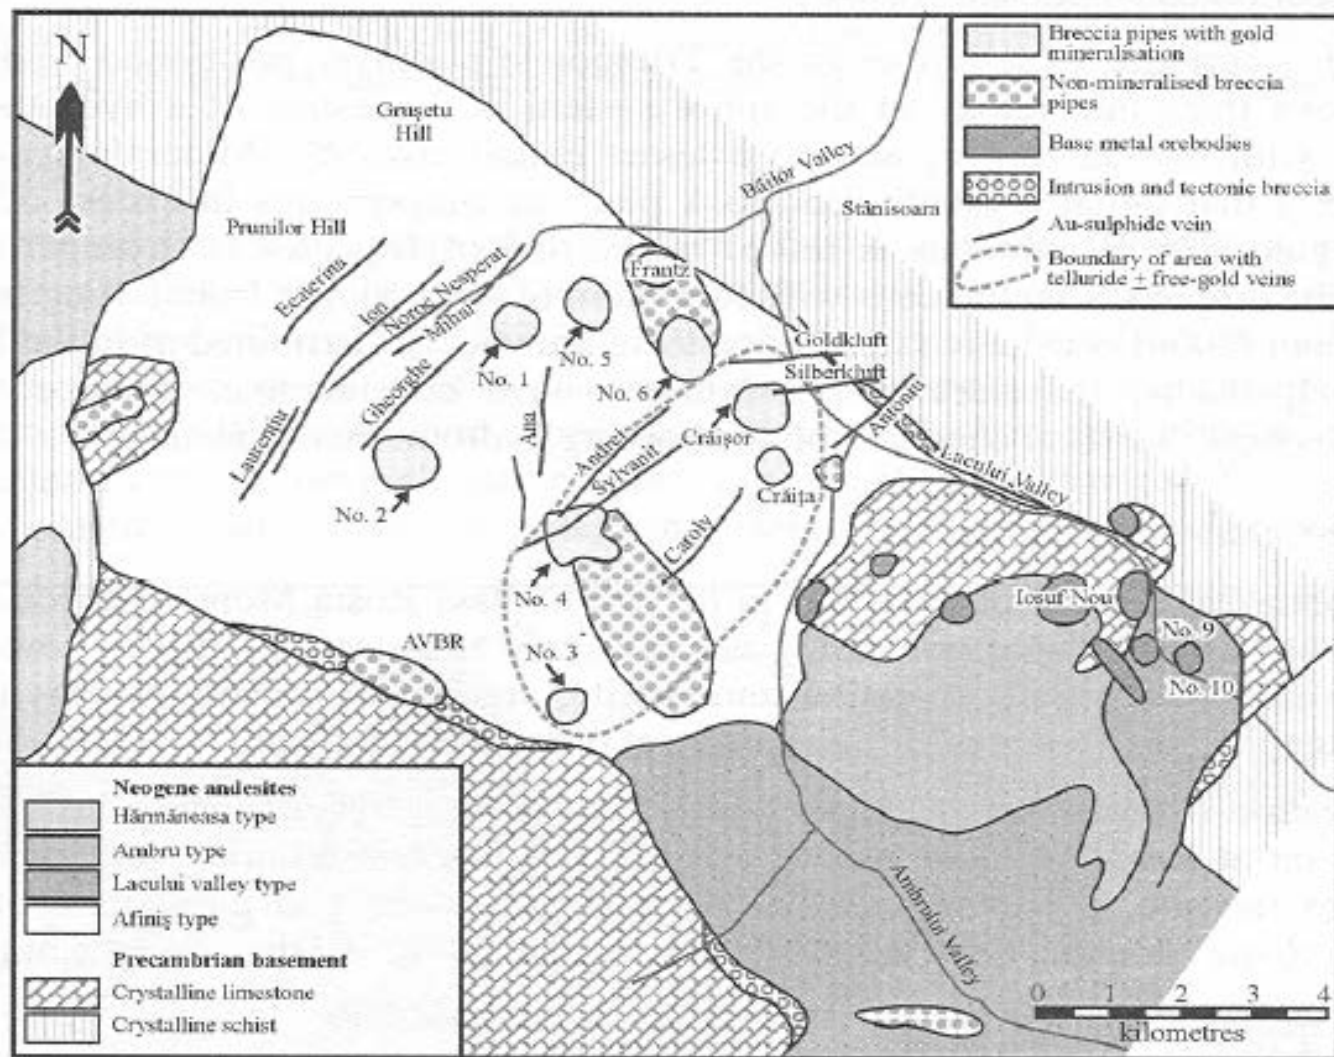 N
Grușetu
Hill
Prunilor Hill
Băilor Valley
Stănisoara
Breccia pipes with gold
mineralisation
Non-mineralised breccia
pipes
Base metal orebodies
Intrusion and tectonic breccia
Au-sulphide vein
Boundary of area with
telluride ± free-gold veins
Ecaterina
Ion
Noroc Nesperat
Mihai
Gheorghe
Laurențiu
Frantz
No. 1
No. 5
No. 6
No. 2
Ana
Andrei
Sylvanit
Goldkluft
Silberkluft
Antoniu
Crăișor
Crăița
Lacului Valley
Caroly
No. 4
No. 3
AVBR
Iosuf Nou
No. 9
No. 10
Ambrului Valley
Neogene andesites
Hărmăneasa type
Ambru type
Lacului valley type
Afiniș type
Precambrian basement
Crystalline limestone
Crystalline schist
0 1 2 3 4
kilometres